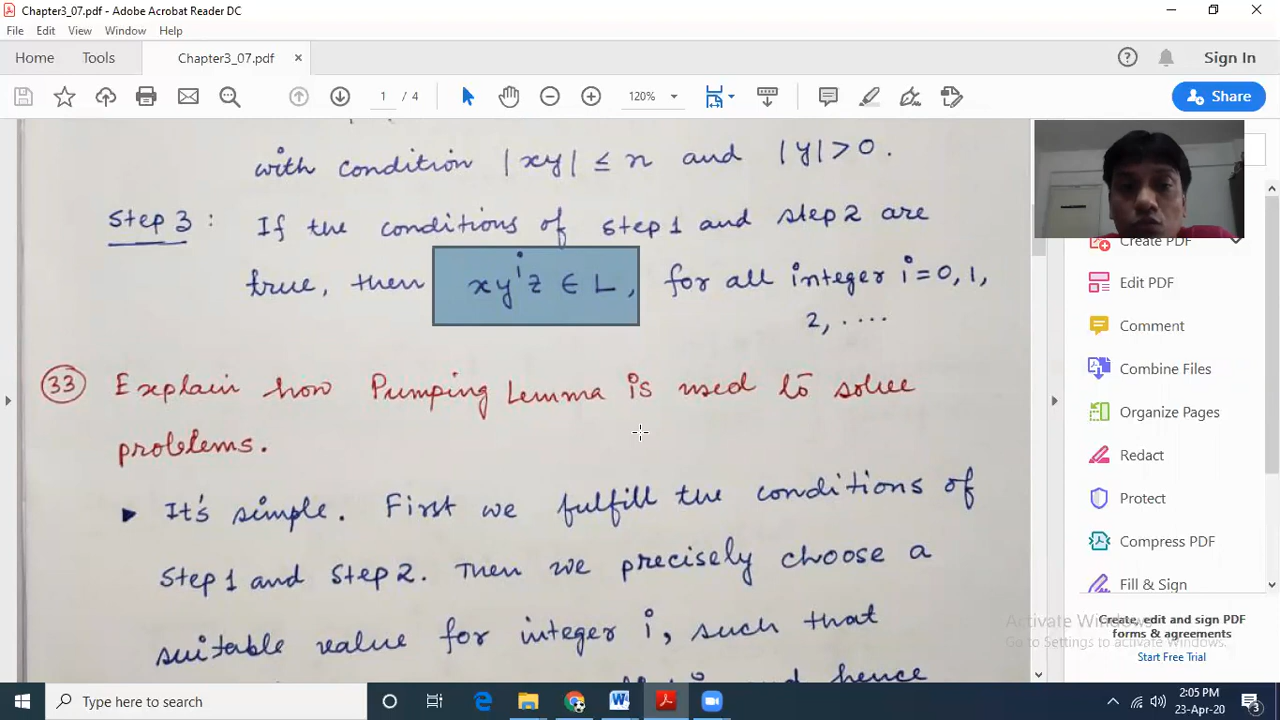 Chapter3_07.pdf - Adobe Acrobat Reader DC
File Edit View Window Help
Home Tools Chapter3_07.pdf × Sign In
1 / 4 120% Share
with condition |xy| ≤ n and |y| > 0.
Step 3 : If the conditions of step 1 and step 2 are
true, then xyⁱz ∈ L, for all integer i = 0, 1,
2, ....
33 Explain how Pumping Lemma is used to solve
problems.
It's simple. First we fulfill the conditions of
Step 1 and Step 2. Then we precisely choose a
suitable value for integer i, such that
hence
Create PDF
Edit PDF
Comment
Combine Files
Organize Pages
Redact
Protect
Compress PDF
Fill & Sign
Activate Windows
Go to Settings to activate Windows.
Create, edit and sign PDF
forms & agreements
Start Free Trial
Type here to search
2:05 PM
23-Apr-20
3